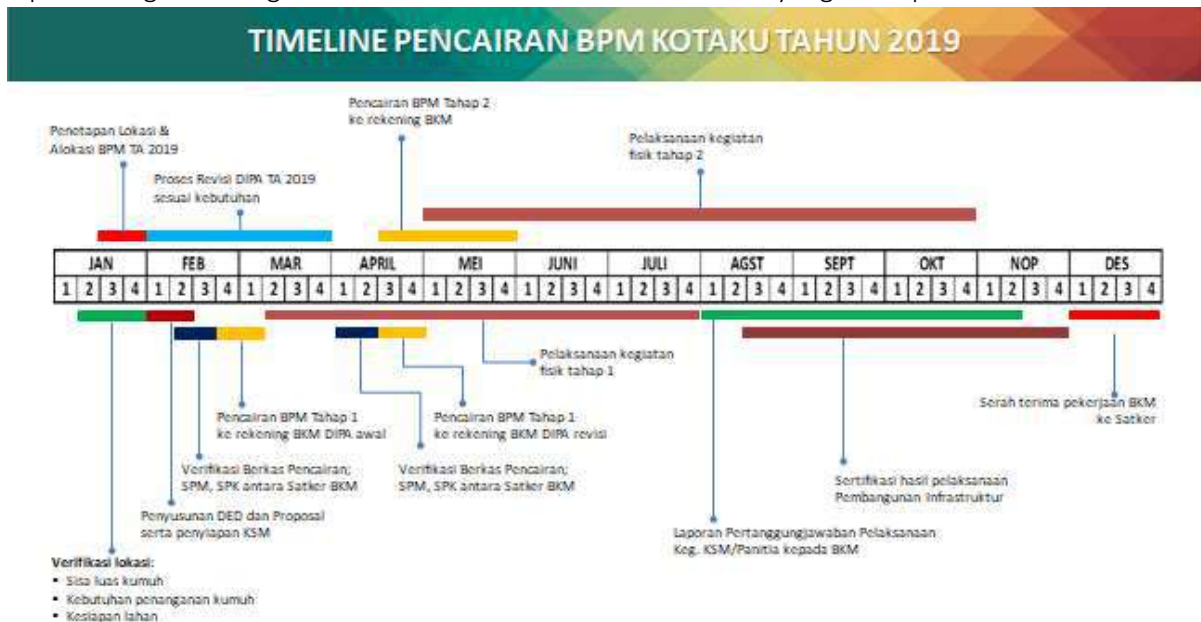 TIMELINE PENCAIRAN BPM KOTAKU TAHUN 2019
Pencairan BPM Tahap 2
ke rekening BKM
Penetapan Lokasi &
Alokasi BPM TA 2019
Pelaksanaan kegiatan
fisik tahap 2
Proses Revisi DIPA TA 2019
sesuai kebutuhan
JAN FEB MAR APRIL MEI JUNI JULI AGST SEPT OKT NOP DES
1 2 3 4 1 2 3 4 1 2 3 4 1 2 3 4 1 2 3 4 1 2 3 4 1 2 3 4 1 2 3 4 1 2 3 4 1 2 3 4 1 2 3 4 1 2 3 4
Pelaksanaan kegiatan
fisik tahap 1
Pencairan BPM Tahap 1
ke rekening BKM DIPA awal
Pencairan BPM Tahap 1
ke rekening BKM DIPA revisi
Serah terima pekerjaan BKM
ke Satker
Verifikasi Berkas Pencairan;
SPM, SPK antara Satker BKM
Verifikasi Berkas Pencairan;
SPM, SPK antara Satker BKM
Sertifikasi hasil pelaksanaan
Pembangunan Infrastruktur
Penyusunan DED dan Proposal
serta penyiapan KSM
Laporan Pertanggungjawaban Pelaksanaan
Keg. KSM/Panitia kepada BKM
Verifikasi lokasi:
▪ Sisa luas kumuh
▪ Kebutuhan penanganan kumuh
▪ Kesiapan lahan